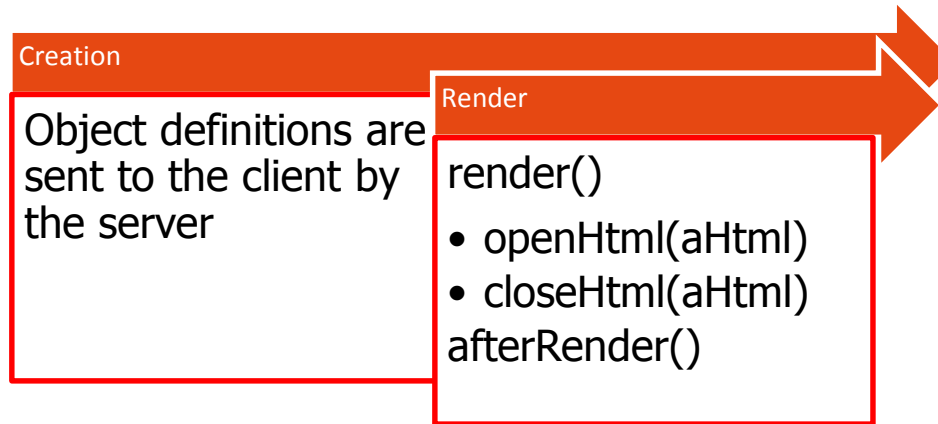 Creation
Object definitions are
sent to the client by
the server
Render
render()
• openHtml(aHtml)
• closeHtml(aHtml)
afterRender()